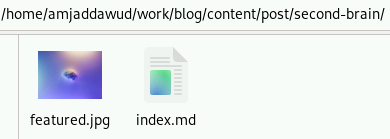 /home/amjaddawud/work/blog/content/post/second-brain/
featured.jpg index.md